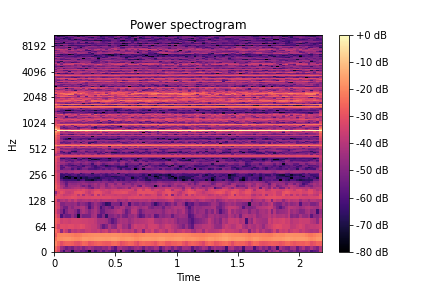 Power spectrogram
8192
4096
2048
1024
512
256
128
64
0
Hz
0
0.5
1
1.5
2
Time
+0 dB
-10 dB
-20 dB
-30 dB
-40 dB
-50 dB
-60 dB
-70 dB
-80 dB